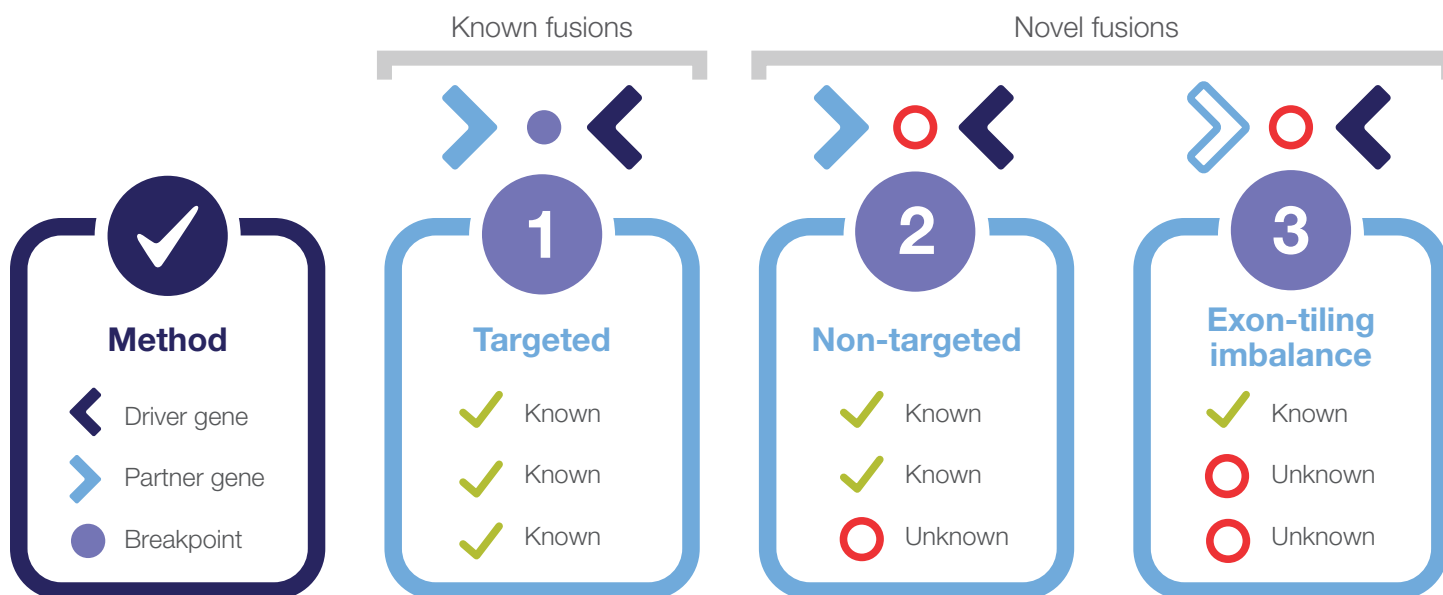 Known fusions
Novel fusions
Method
Driver gene
Partner gene
Breakpoint
1
Targeted
Known
Known
Known
2
Non-targeted
Known
Known
Unknown
3
Exon-tiling
imbalance
Known
Unknown
Unknown